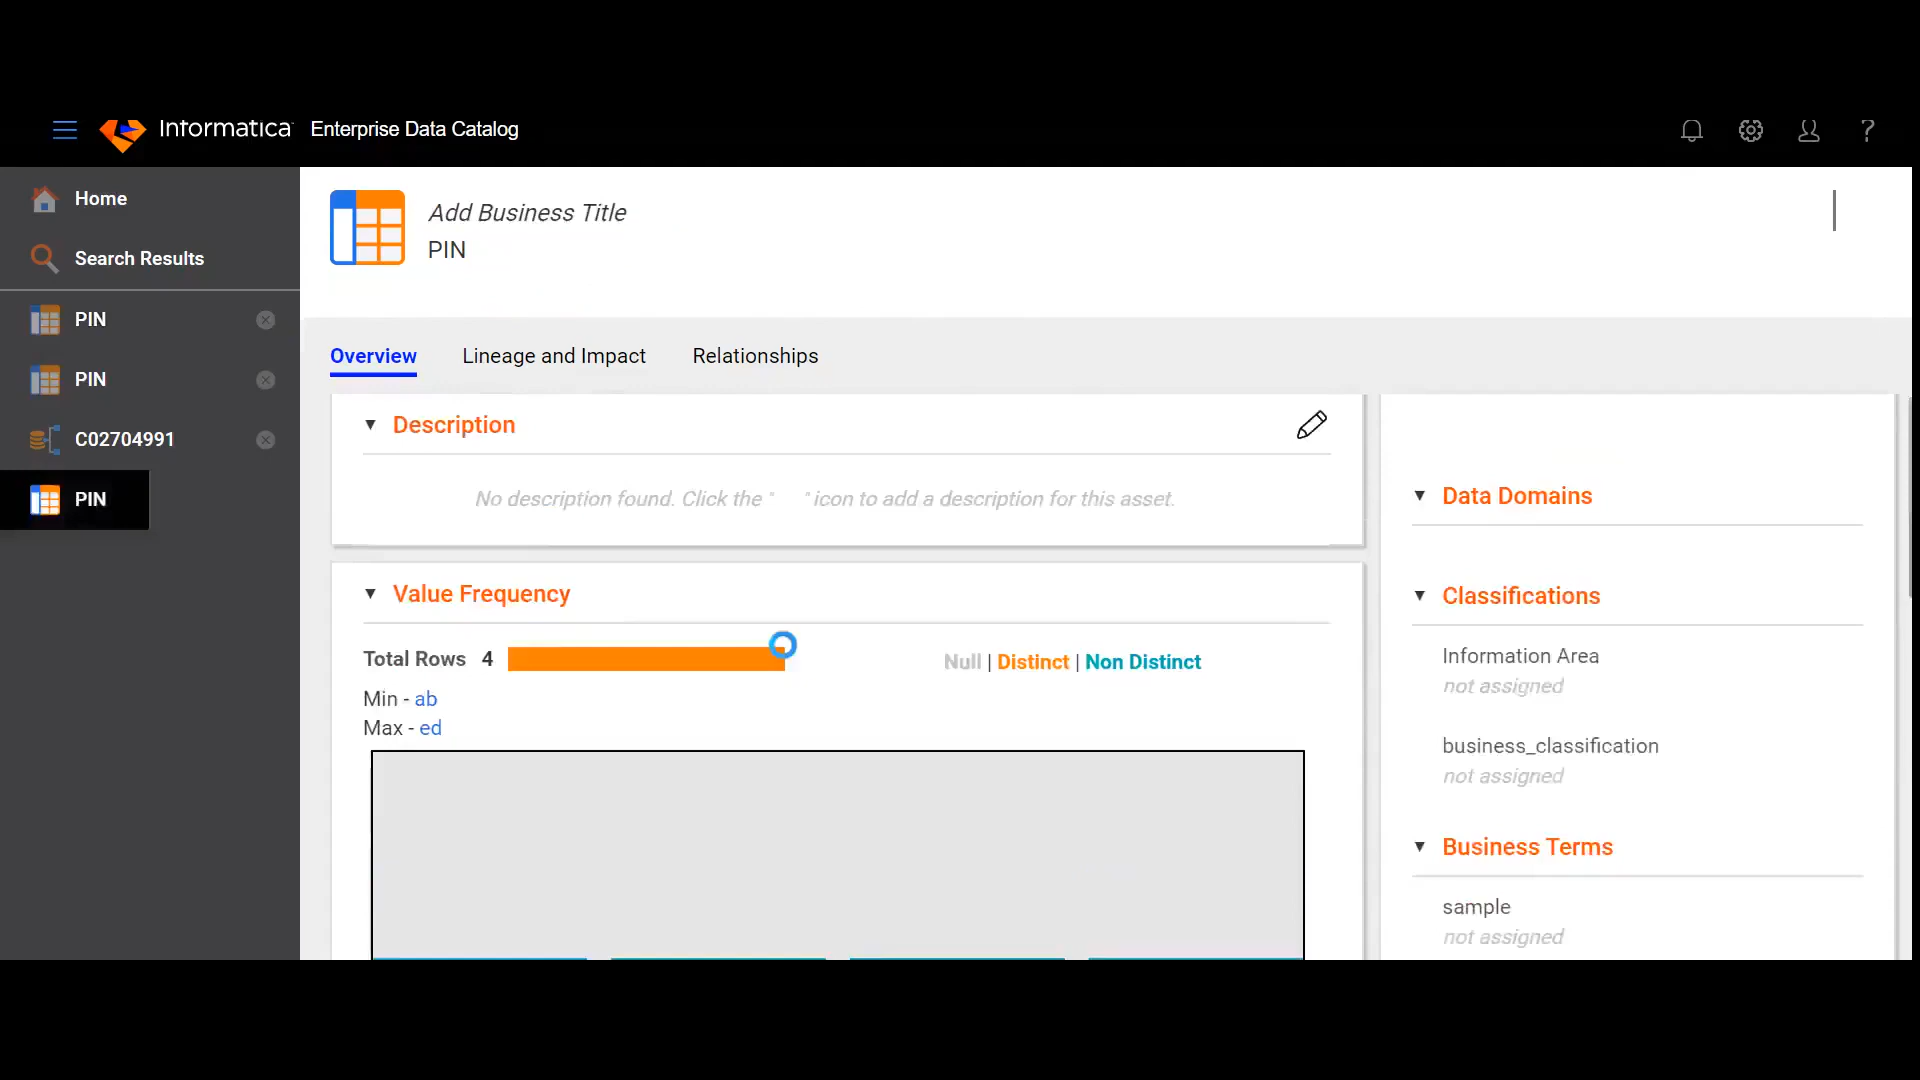 Informatica Enterprise Data Catalog
Home
Search Results
PIN
PIN
C02704991
PIN
Add Business Title
PIN
Overview Lineage and Impact Relationships
Description
No description found. Click the " " icon to add a description for this asset.
Value Frequency
Total Rows 4
Null | Distinct | Non Distinct
Min - ab
Max - ed
Data Domains
Classifications
Information Area
not assigned
business_classification
not assigned
Business Terms
sample
not assigned